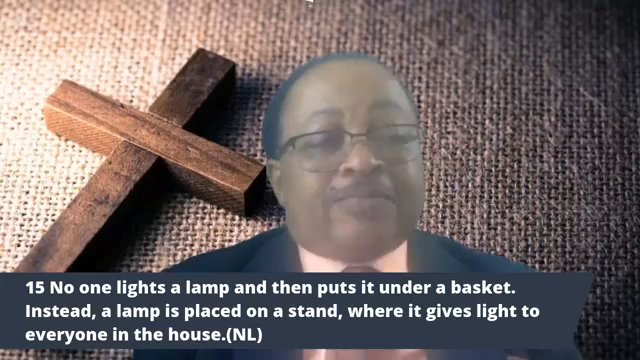 15 No one lights a lamp and then puts it under a basket.
Instead, a lamp is placed on a stand, where it gives light to
everyone in the house.(NL)